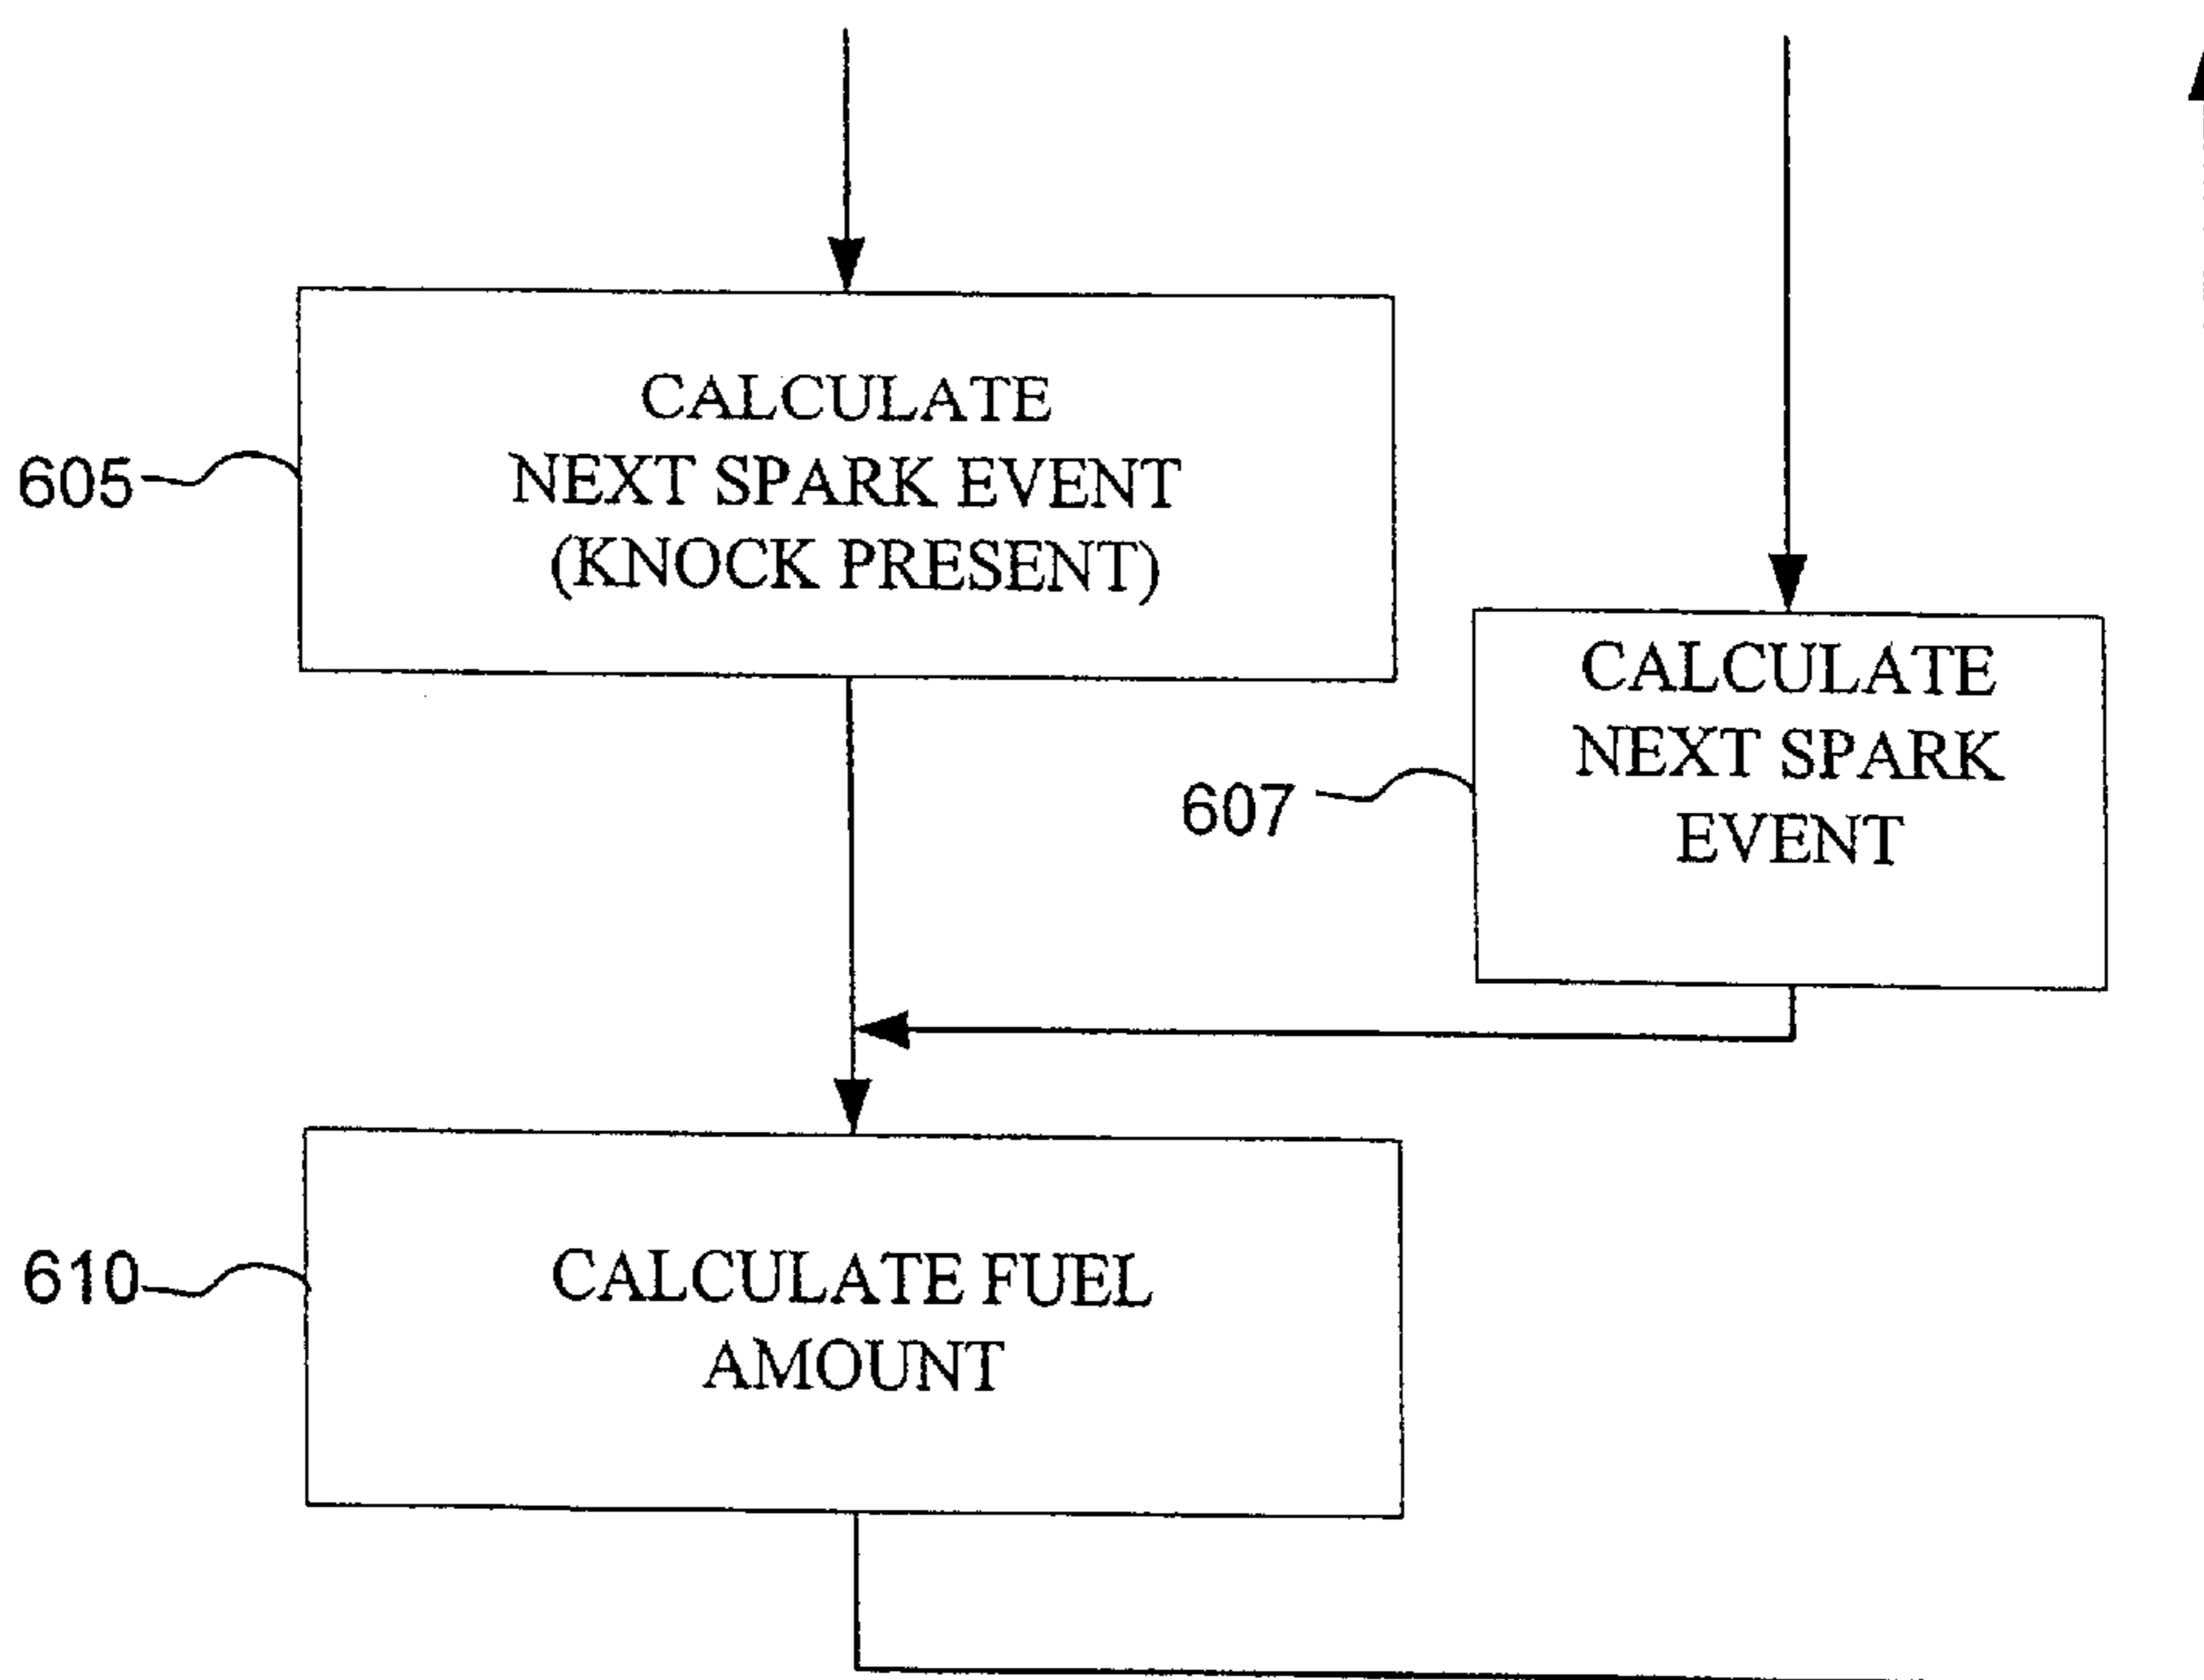 605
CALCULATE
NEXT SPARK EVENT
(KNOCK PRESENT)
607
CALCULATE
NEXT SPARK
EVENT
610
CALCULATE FUEL
AMOUNT